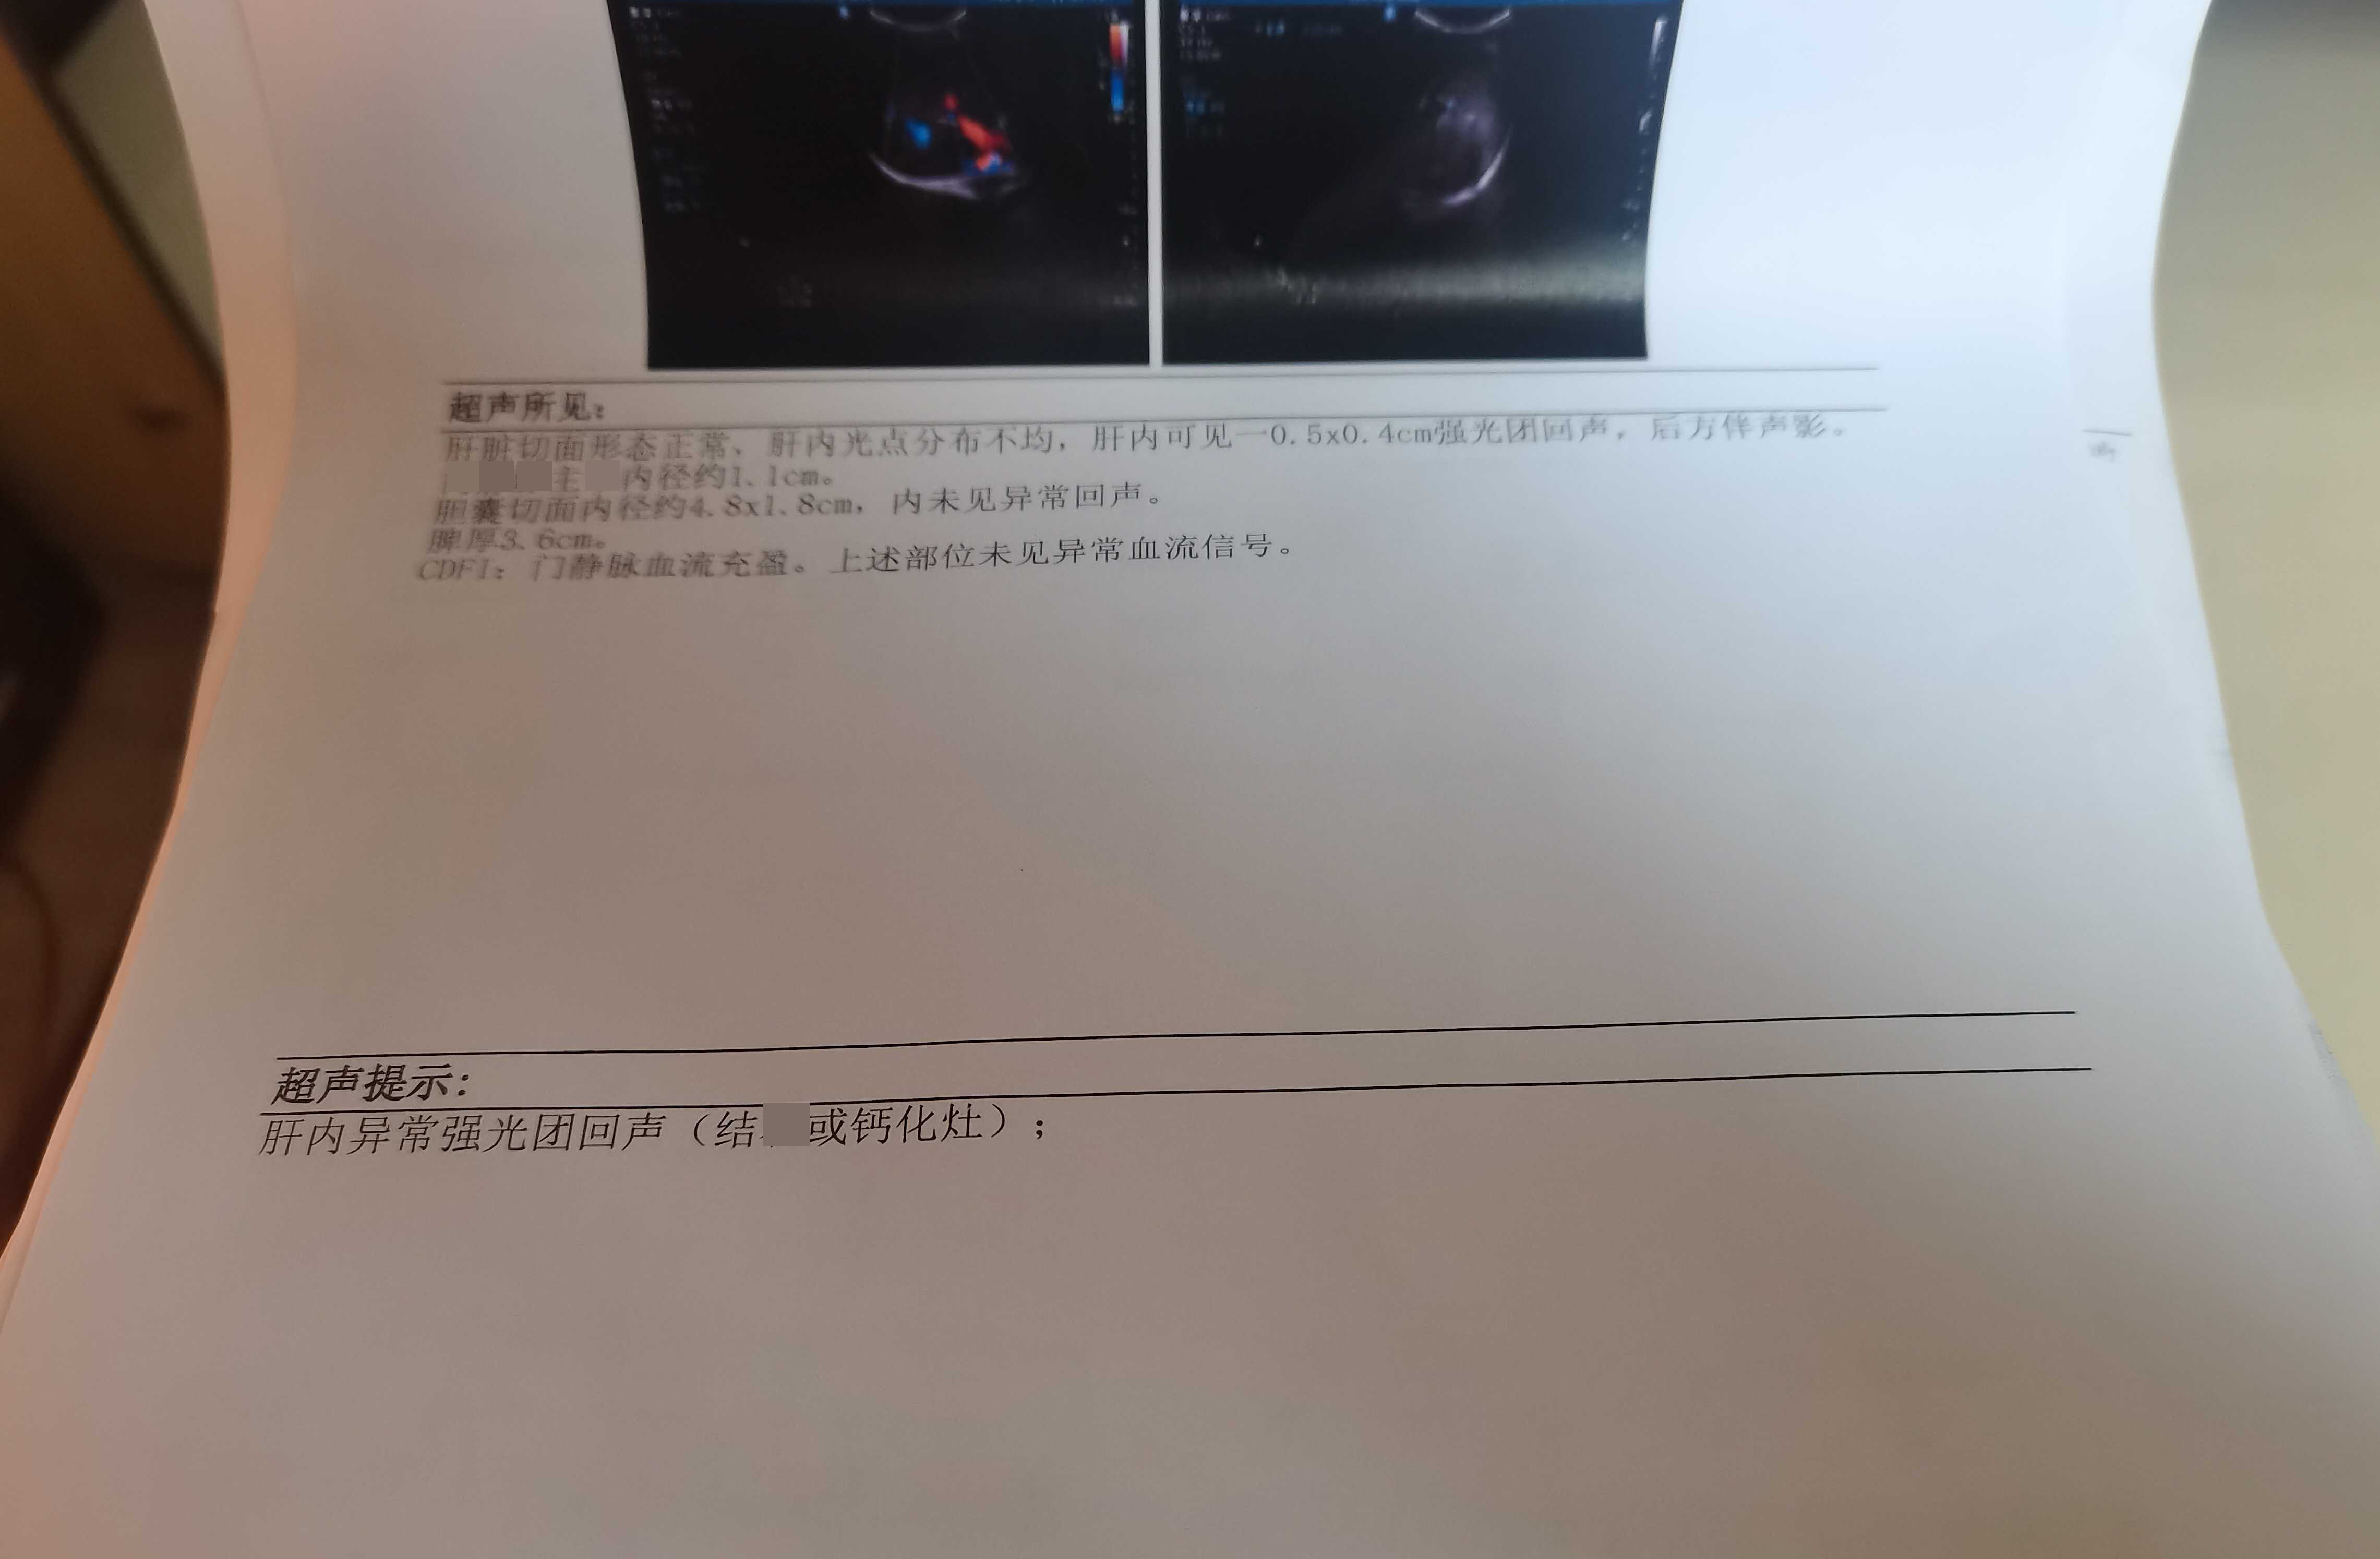 超声所见:
肝脏切面形态正常、肝内光点分布不均，肝内可见一0.5x0.4cm强光团回声，后方伴声影。
主 内径约1.1cm。
胆囊切面内径约4.8x1.8cm，内未见异常回声。
脾厚3.6cm。
CDFI: 门静脉血流充盈。上述部位未见异常血流信号。
超声提示:
肝内异常强光团回声（结 或钙化灶）;